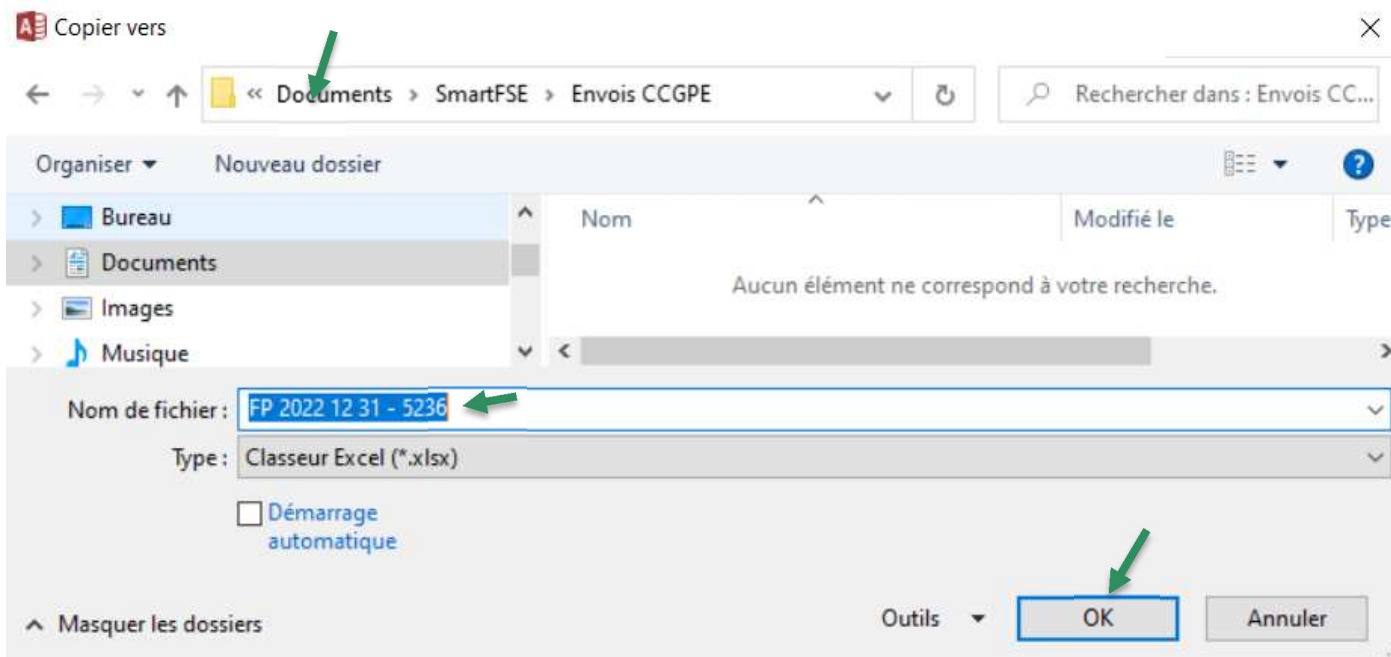 Copier vers
« Documents › SmartFSE › Envois CCGPE Rechercher dans : Envois CC...
Organiser Nouveau dossier ?
Bureau Nom Modifié le Type
Documents
Aucun élément ne correspond à votre recherche.
Images
Musique
Nom de fichier : FP 2022 12 31 - 5236
Type : Classeur Excel (*.xlsx)
Démarrage
automatique
Masquer les dossiers Outils OK Annuler